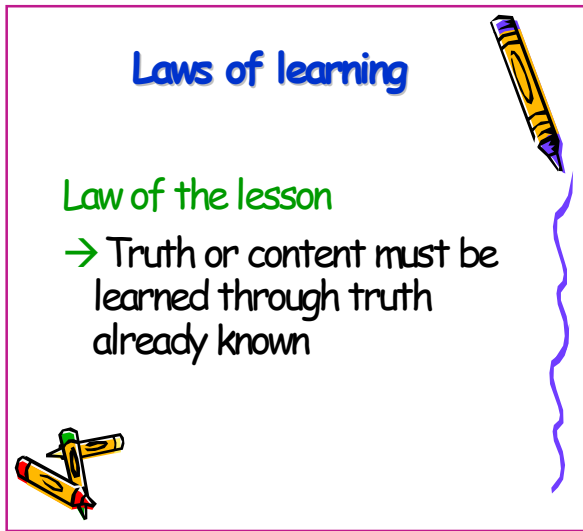 Laws of learning
Law of the lesson
→ Truth or content must be
learned through truth
already known